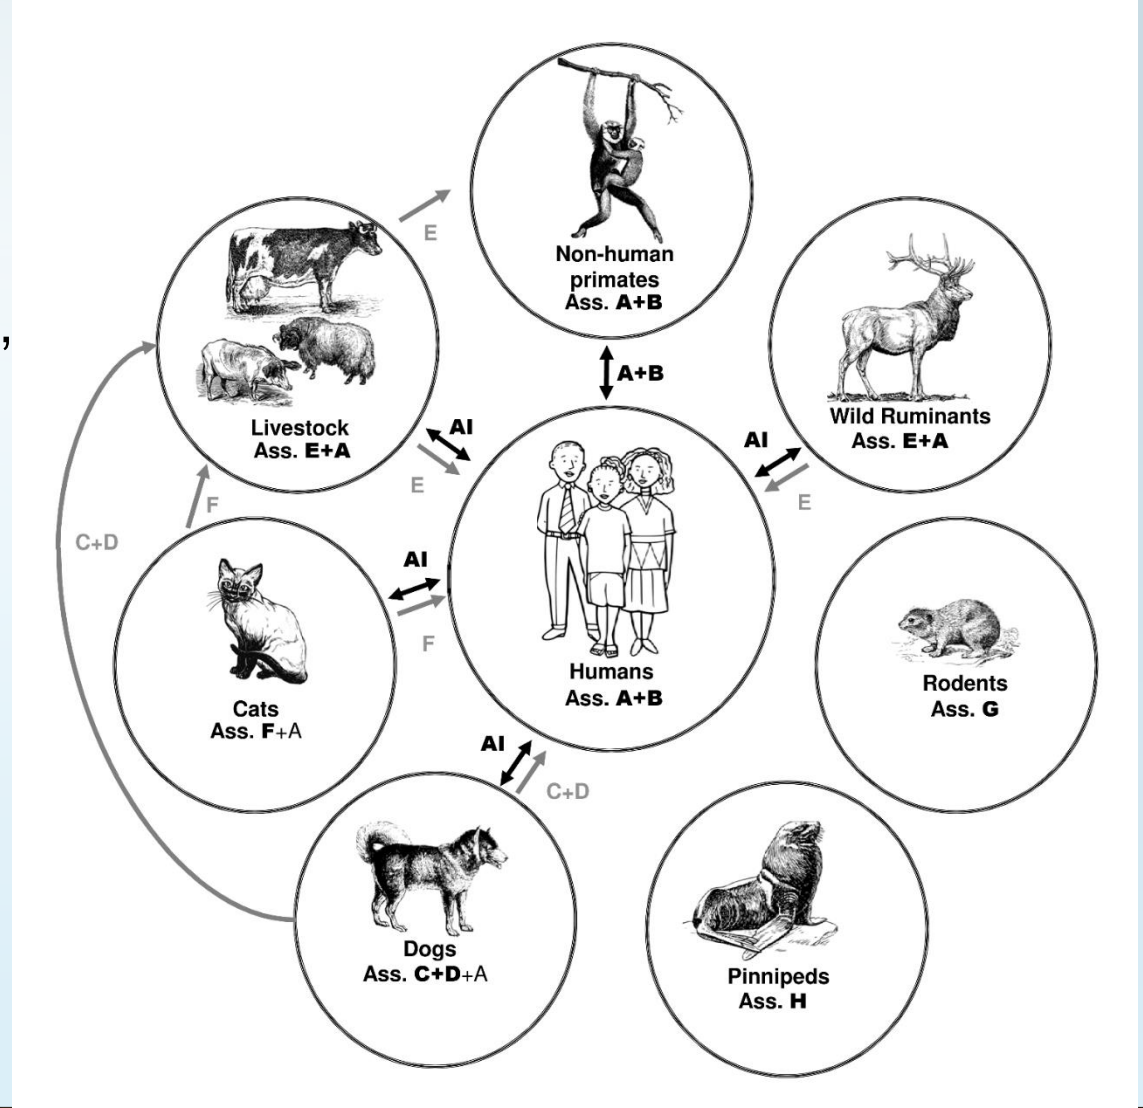 Non-human
primates
Ass. A+B
E
Livestock
Ass. E+A
Wild Ruminants
Ass. E+A
A+B
AI
E
AI
E
,
F
C+D
Cats
Ass. F+A
AI
F
Humans
Ass. A+B
Rodents
Ass. G
AI
C+D
Dogs
Ass. C+D+A
Pinnipeds
Ass. H